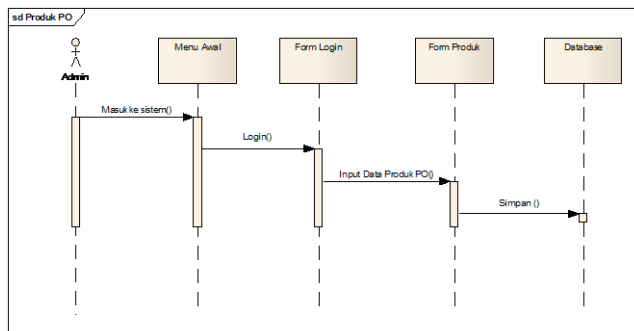 sd Produk PO
Menu Awal
Form Login
Form Produk
Database
Admin
Masuk ke sistem()
Login()
Input Data Produk PO()
Simpan ()